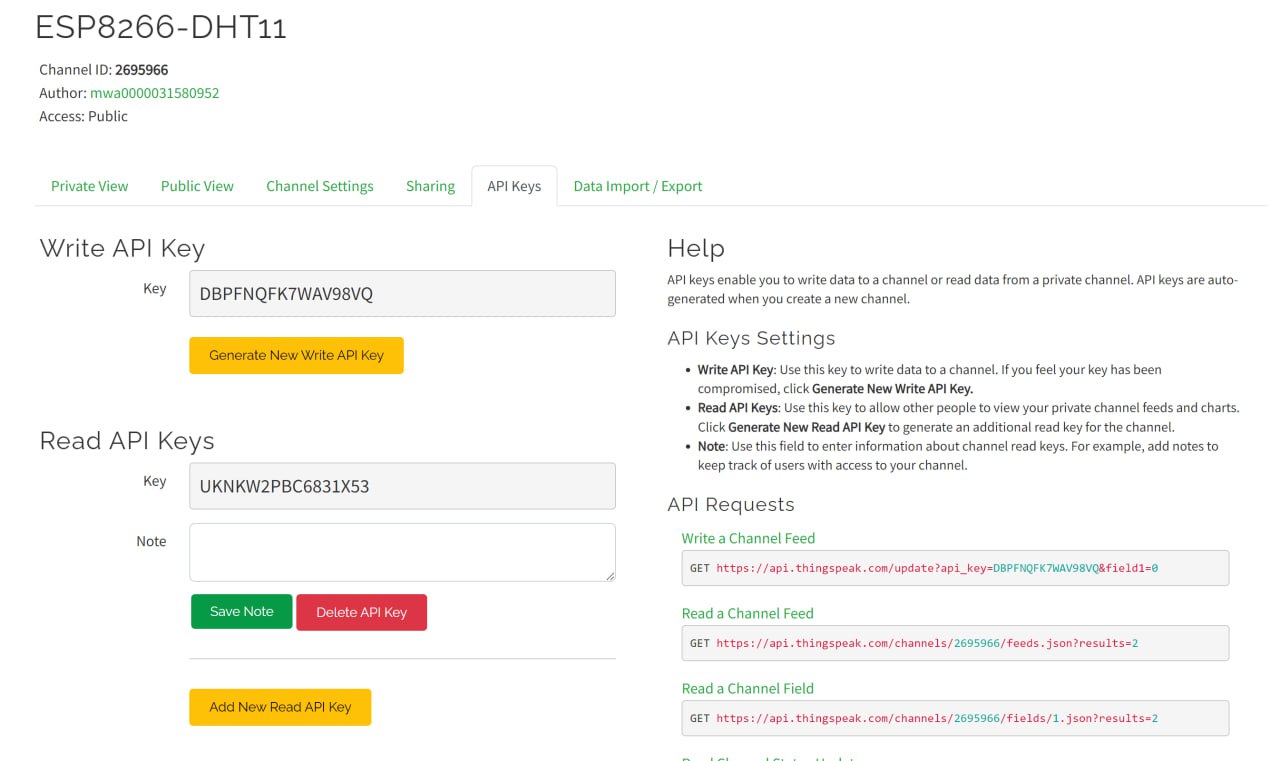 ESP8266-DHT11
Channel ID: 2695966
Author: mwa0000031580952
Access: Public
Private View Public View Channel Settings Sharing API Keys Data Import / Export
Write API Key
Key DBPFNQFK7WAV98VQ
Generate New Write API Key
Read API Keys
Key UKNKW2PBC6831X53
Note
Save Note Delete API Key
Add New Read API Key
Help
API keys enable you to write data to a channel or read data from a private channel. API keys are auto-
generated when you create a new channel.
API Keys Settings
• Write API Key: Use this key to write data to a channel. If you feel your key has been
compromised, click Generate New Write API Key.
• Read API Keys: Use this key to allow other people to view your private channel feeds and charts.
Click Generate New Read API Key to generate an additional read key for the channel.
• Note: Use this field to enter information about channel read keys. For example, add notes to
keep track of users with access to your channel.
API Requests
Write a Channel Feed
GET https://api.thingspeak.com/update?api_key=DBPFNQFK7WAV98VQ&field1=0
Read a Channel Feed
GET https://api.thingspeak.com/channels/2695966/feeds.json?results=2
Read a Channel Field
GET https://api.thingspeak.com/channels/2695966/fields/1.json?results=2